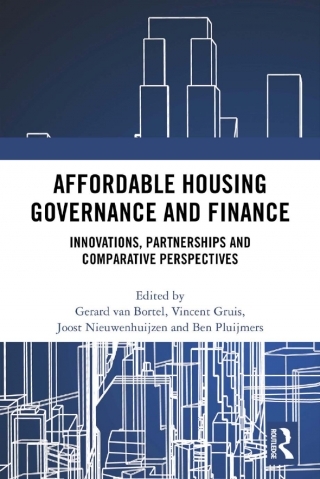 AFFORDABLE HOUSING
GOVERNANCE AND FINANCE
INNOVATIONS, PARTNERSHIPS AND
COMPARATIVE PERSPECTIVES
Edited by
Gerard van Bortel, Vincent Gruis,
Joost Nieuwenhuijzen and Ben Pluijmers
ROUTLEDGE